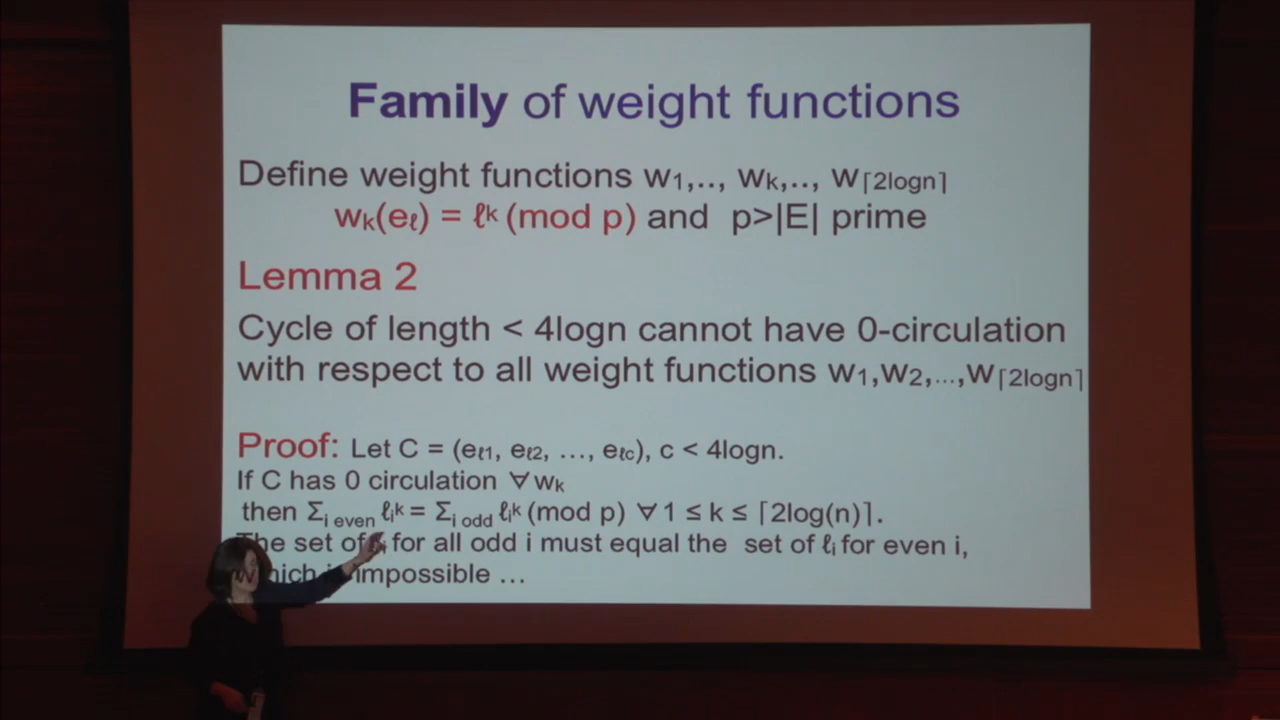 Family of weight functions
Define weight functions w₁,.., wₖ,.., w⌈2logn⌉
wₖ(eℓ) = ℓᵏ (mod p) and p>|E| prime
Lemma 2
Cycle of length < 4logn cannot have 0-circulation
with respect to all weight functions w₁,w₂,...,w⌈2logn⌉
Proof: Let C = (eℓ1, eℓ2, …, eℓc), c < 4logn.
If C has 0 circulation ∀wₖ
then Σi even ℓᵢᵏ = Σi odd ℓᵢᵏ (mod p) ∀ 1 ≤ k ≤ ⌈2log(n)⌉.
The set of for all odd i must equal the set of ℓᵢ for even i,
impossible …